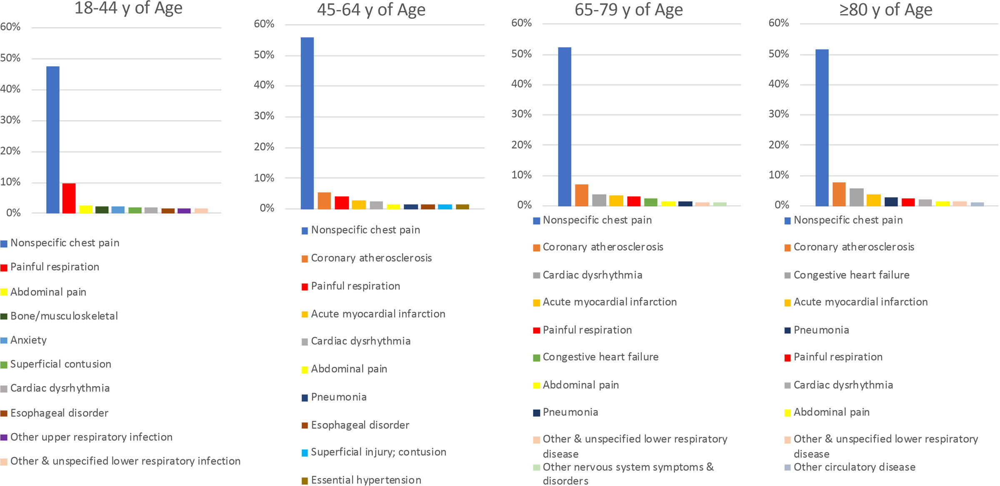 18-44 y of Age
60%
50%
40%
30%
20%
10%
0%
Nonspecific chest pain
Painful respiration
Abdominal pain
Bone/musculoskeletal
Anxiety
Superficial contusion
Cardiac dysrhythmia
Esophageal disorder
Other upper respiratory infection
Other & unspecified lower respiratory infection
45-64 y of Age
60%
50%
40%
30%
20%
10%
0%
Nonspecific chest pain
Coronary atherosclerosis
Painful respiration
Acute myocardial infarction
Cardiac dysrhythmia
Abdominal pain
Pneumonia
Esophageal disorder
Superficial injury; contusion
Essential hypertension
65-79 y of Age
60%
50%
40%
30%
20%
10%
0%
Nonspecific chest pain
Coronary atherosclerosis
Cardiac dysrhythmia
Acute myocardial infarction
Painful respiration
Congestive heart failure
Abdominal pain
Pneumonia
Other & unspecified lower respiratory
disease
Other nervous system symptoms &
disorders
≥80 y of Age
60%
50%
40%
30%
20%
10%
0%
Nonspecific chest pain
Coronary atherosclerosis
Congestive heart failure
Acute myocardial infarction
Pneumonia
Painful respiration
Cardiac dysrhythmia
Abdominal pain
Other & unspecified lower respiratory
disease
Other circulatory disease